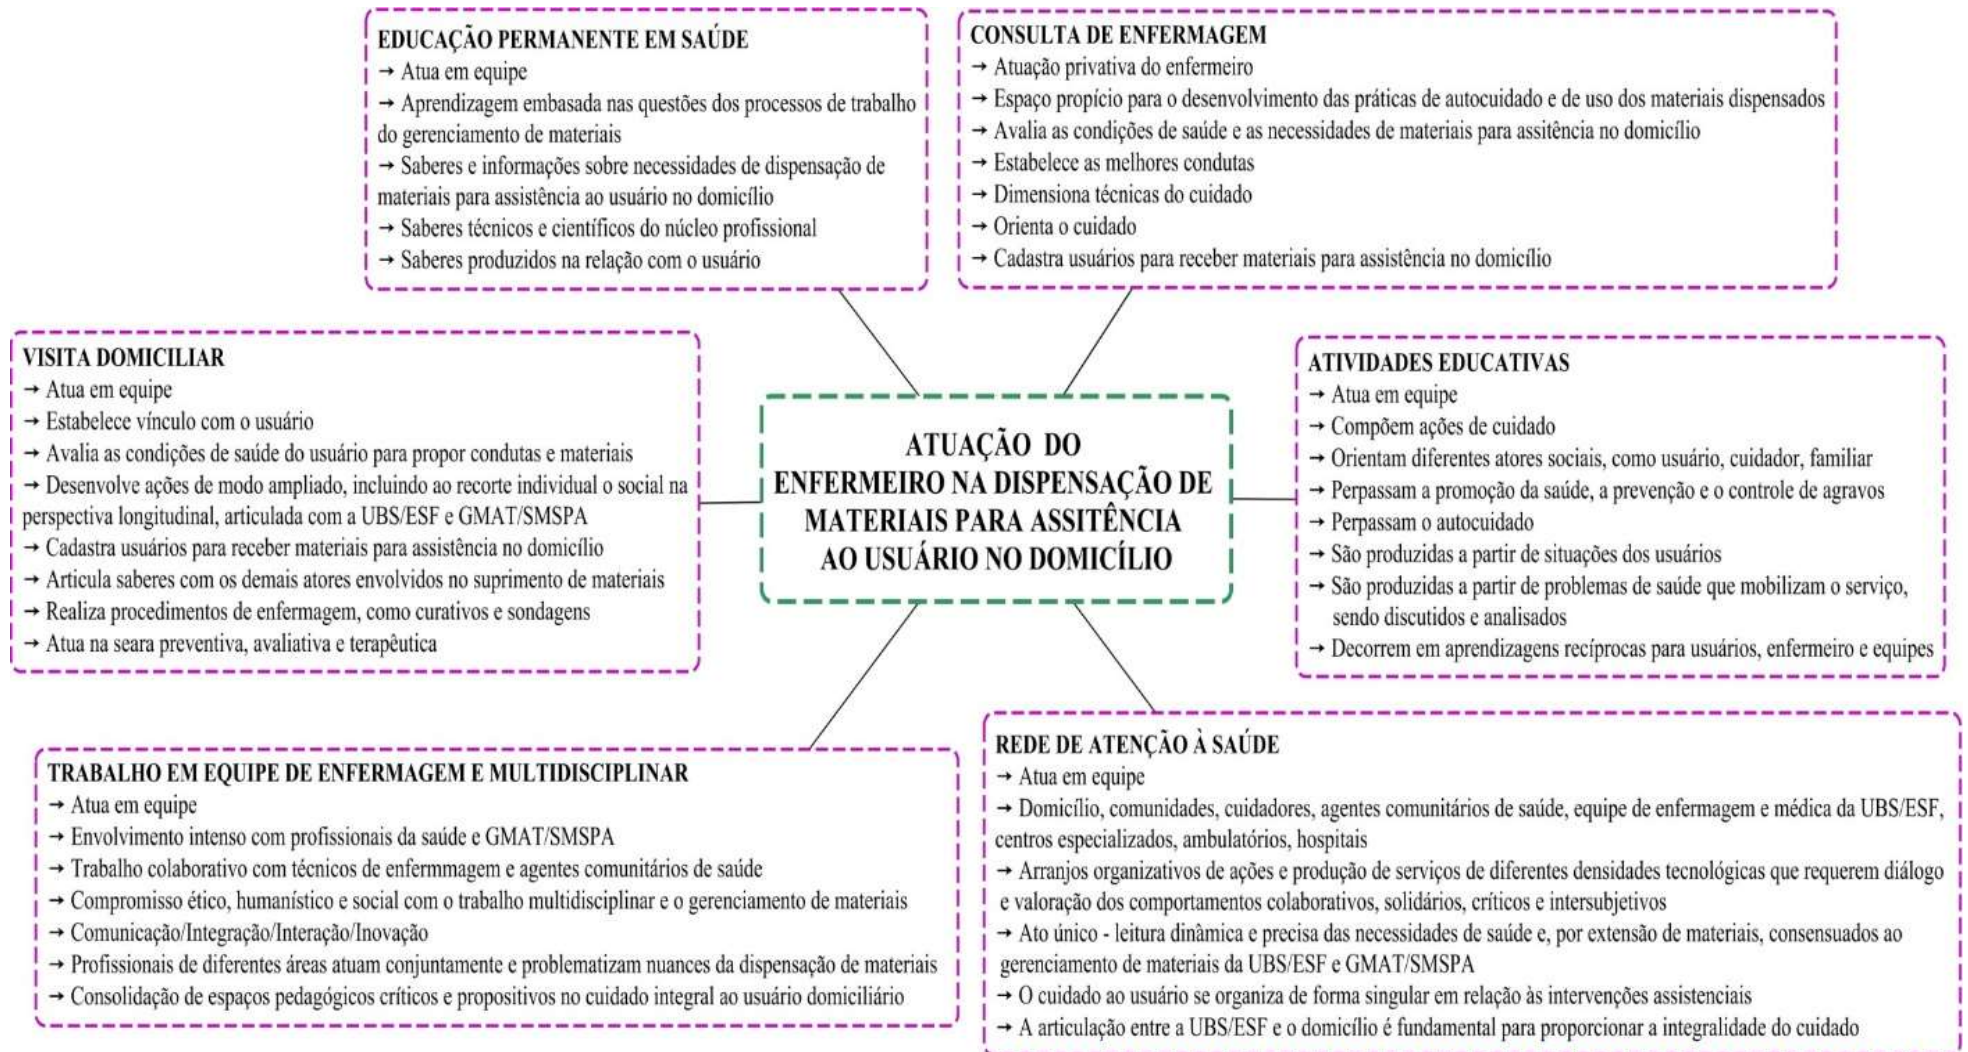 EDUCAÇÃO PERMANENTE EM SAÚDE
→ Atua em equipe
→ Aprendizagem embasada nas questões dos processos de trabalho
do gerenciamento de materiais
→ Saberes e informações sobre necessidades de dispensação de
materiais para assistência ao usuário no domicílio
→ Saberes técnicos e científicos do núcleo profissional
→ Saberes produzidos na relação com o usuário
CONSULTA DE ENFERMAGEM
→ Atuação privativa do enfermeiro
→ Espaço propício para o desenvolvimento das práticas de autocuidado e de uso dos materiais dispensados
→ Avalia as condições de saúde e as necessidades de materiais para assitência no domicílio
→ Estabelece as melhores condutas
→ Dimensiona técnicas do cuidado
→ Orienta o cuidado
→ Cadastra usuários para receber materiais para assistência no domicílio
VISITA DOMICILIAR
→ Atua em equipe
→ Estabelece vínculo com o usuário
→ Avalia as condições de saúde do usuário para propor condutas e materiais
→ Desenvolve ações de modo ampliado, incluindo ao recorte individual o social na
perspectiva longitudinal, articulada com a UBS/ESF e GMAT/SMSPA
→ Cadastra usuários para receber materiais para assistência no domicílio
→ Articula saberes com os demais atores envolvidos no suprimento de materiais
→ Realiza procedimentos de enfermagem, como curativos e sondagens
→ Atua na seara preventiva, avaliativa e terapêutica
ATUAÇÃO DO
ENFERMEIRO NA DISPENSAÇÃO DE
MATERIAIS PARA ASSITÊNCIA
AO USUÁRIO NO DOMICÍLIO
ATIVIDADES EDUCATIVAS
→ Atua em equipe
→ Compõem ações de cuidado
→ Orientam diferentes atores sociais, como usuário, cuidador, familiar
→ Perpassam a promoção da saúde, a prevenção e o controle de agravos
→ Perpassam o autocuidado
→ São produzidas a partir de situações dos usuários
→ São produzidas a partir de problemas de saúde que mobilizam o serviço,
sendo discutidos e analisados
→ Decorrem em aprendizagens recíprocas para usuários, enfermeiro e equipes
TRABALHO EM EQUIPE DE ENFERMAGEM E MULTIDISCIPLINAR
→ Atua em equipe
→ Envolvimento intenso com profissionais da saúde e GMAT/SMSPA
→ Trabalho colaborativo com técnicos de enfermmagem e agentes comunitários de saúde
→ Compromisso ético, humanístico e social com o trabalho multidisciplinar e o gerenciamento de materiais
→ Comunicação/Integração/Interação/Inovação
→ Profissionais de diferentes áreas atuam conjuntamente e problematizam nuances da dispensação de materiais
→ Consolidação de espaços pedagógicos críticos e propositivos no cuidado integral ao usuário domiciliário
REDE DE ATENÇÃO À SAÚDE
→ Atua em equipe
→ Domicílio, comunidades, cuidadores, agentes comunitários de saúde, equipe de enfermagem e médica da UBS/ESF,
centros especializados, ambulatórios, hospitais
→ Arranjos organizativos de ações e produção de serviços de diferentes densidades tecnológicas que requerem diálogo
e valoração dos comportamentos colaborativos, solidários, críticos e intersubjetivos
→ Ato único - leitura dinâmica e precisa das necessidades de saúde e, por extensão de materiais, consensuados ao
gerenciamento de materiais da UBS/ESF e GMAT/SMSPA
→ O cuidado ao usuário se organiza de forma singular em relação às intervenções assistenciais
→ A articulação entre a UBS/ESF e o domicílio é fundamental para proporcionar a integralidade do cuidado